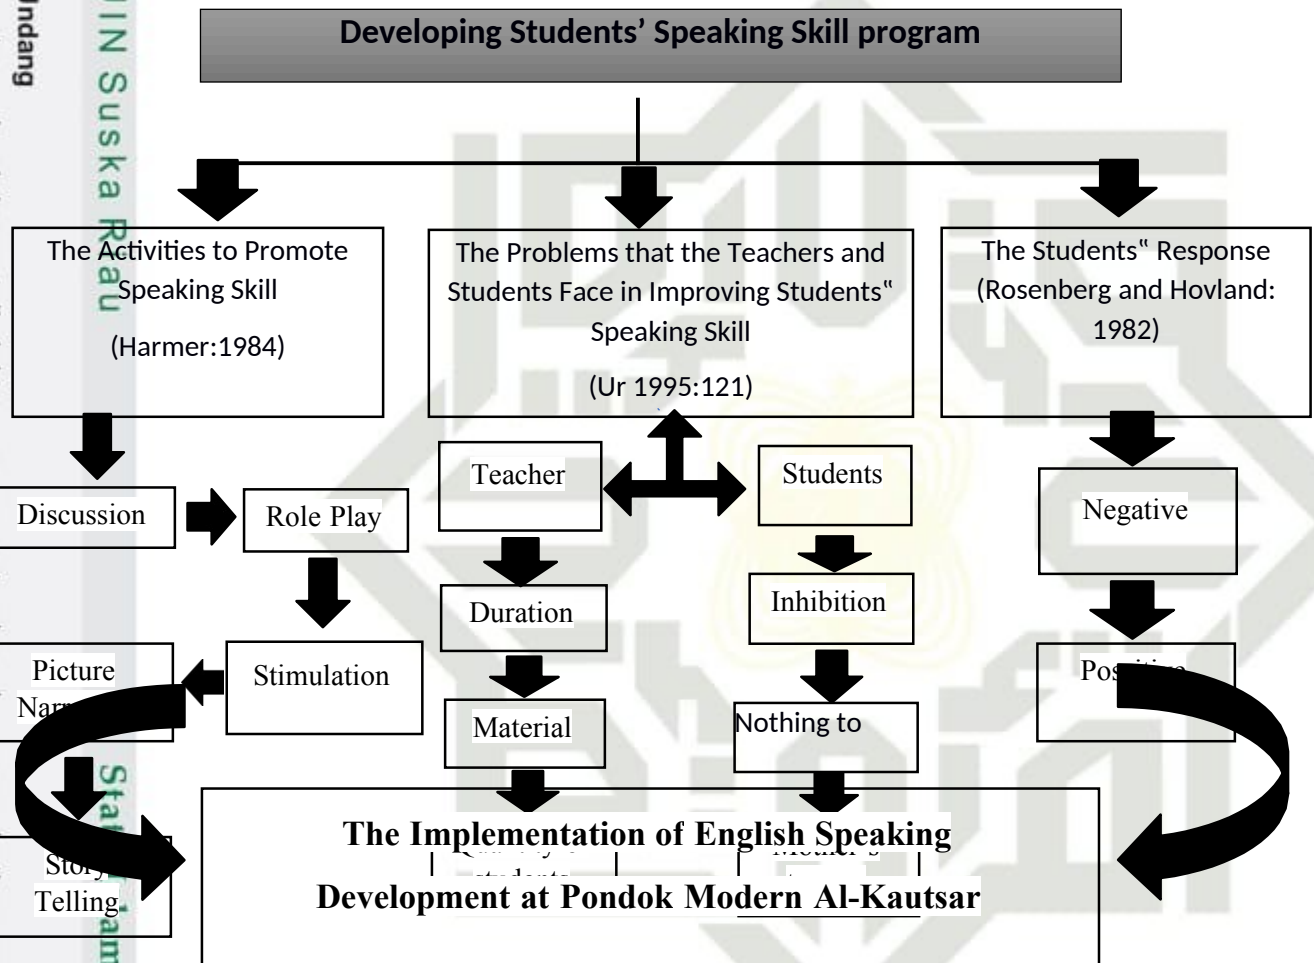 Developing Students’ Speaking Skill program
The Activities to Promote
Speaking Skill
(Harmer:1984)
The Problems that the Teachers and
Students Face in Improving Students‟
Speaking Skill
(Ur 1995:121)
The Students‟ Response
(Rosenberg and Hovland:
1982)
Discussion
Role Play
Stimulation
Picture
Story
Telling
Teacher
Duration
Material
Students
Inhibition
Nothing to
Negative
The Implementation of English Speaking
Development at Pondok Modern Al-Kautsar
Undang
UIN Suska Riau